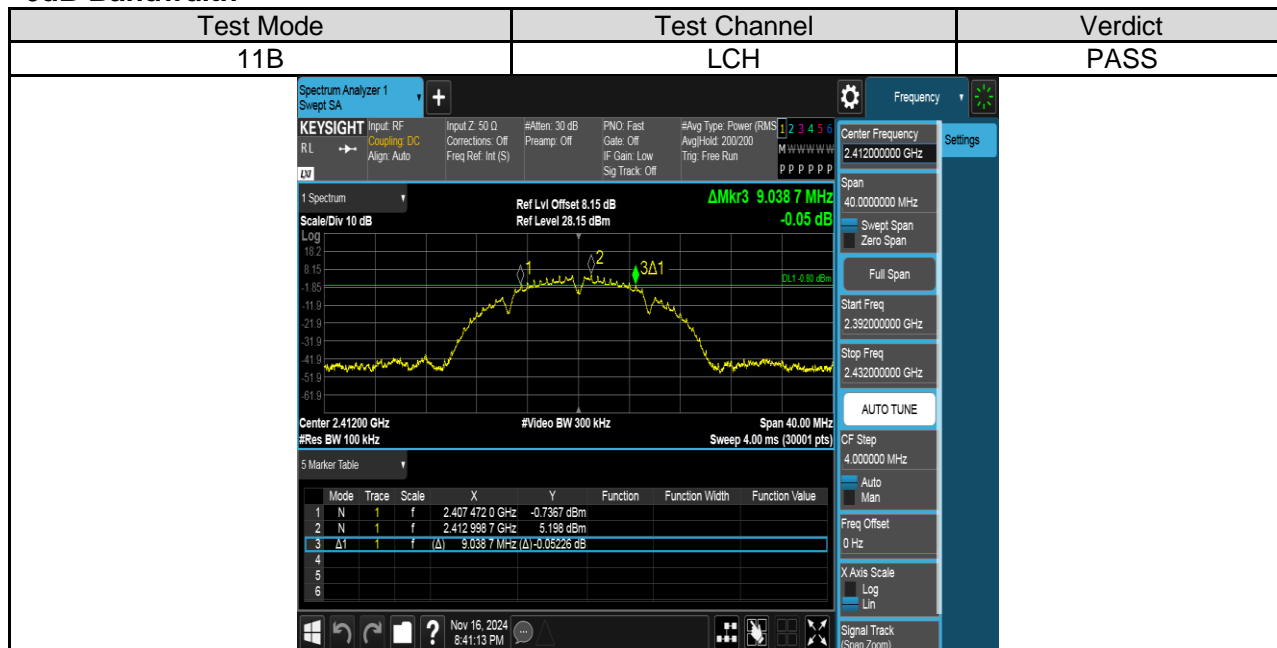 Test Mode Test Channel Verdict
11B LCH PASS
Spectrum Analyzer 1
Swept SA
+
Frequency
KEYSIGHT
RL
LXI
Input: RF
Coupling: DC
Align: Auto
Input Z: 50 Ω
Corrections: Off
Freq Ref: Int (S)
#Atten: 30 dB
Preamp: Off
PNO: Fast
Gate: Off
IF Gain: Low
Sig Track: Off
#Avg Type: Power (RMS
Avg|Hold: 200/200
Trig: Free Run
1 2 3 4 5 6
M W W W W W
P P P P P P
Settings
Center Frequency
2.412000000 GHz
Span
40.0000000 MHz
Swept Span
Zero Span
Full Span
Start Freq
2.392000000 GHz
Stop Freq
2.432000000 GHz
AUTO TUNE
CF Step
4.000000 MHz
Auto
Man
Freq Offset
0 Hz
X Axis Scale
Log
Lin
Signal Track
(Span Zoom)
1 Spectrum
Scale/Div 10 dB
Log
Ref Lvl Offset 8.15 dB
Ref Level 28.15 dBm
ΔMkr3 9.038 7 MHz
-0.05 dB
18.2
8.15
-1.85
-11.9
-21.9
-31.9
-41.9
-51.9
-61.9
1
2
3Δ1
DL1 -0.80 dBm
Center 2.41200 GHz #Video BW 300 kHz Span 40.00 MHz
#Res BW 100 kHz Sweep 4.00 ms (30001 pts)
5 Marker Table
Mode Trace Scale X Y Function Function Width Function Value
1 N 1 f 2.407 472 0 GHz -0.7367 dBm
2 N 1 f 2.412 998 7 GHz 5.198 dBm
3 Δ1 1 f (Δ) 9.038 7 MHz (Δ) -0.05226 dB
4
5
6
?
Nov 16, 2024
8:41:13 PM